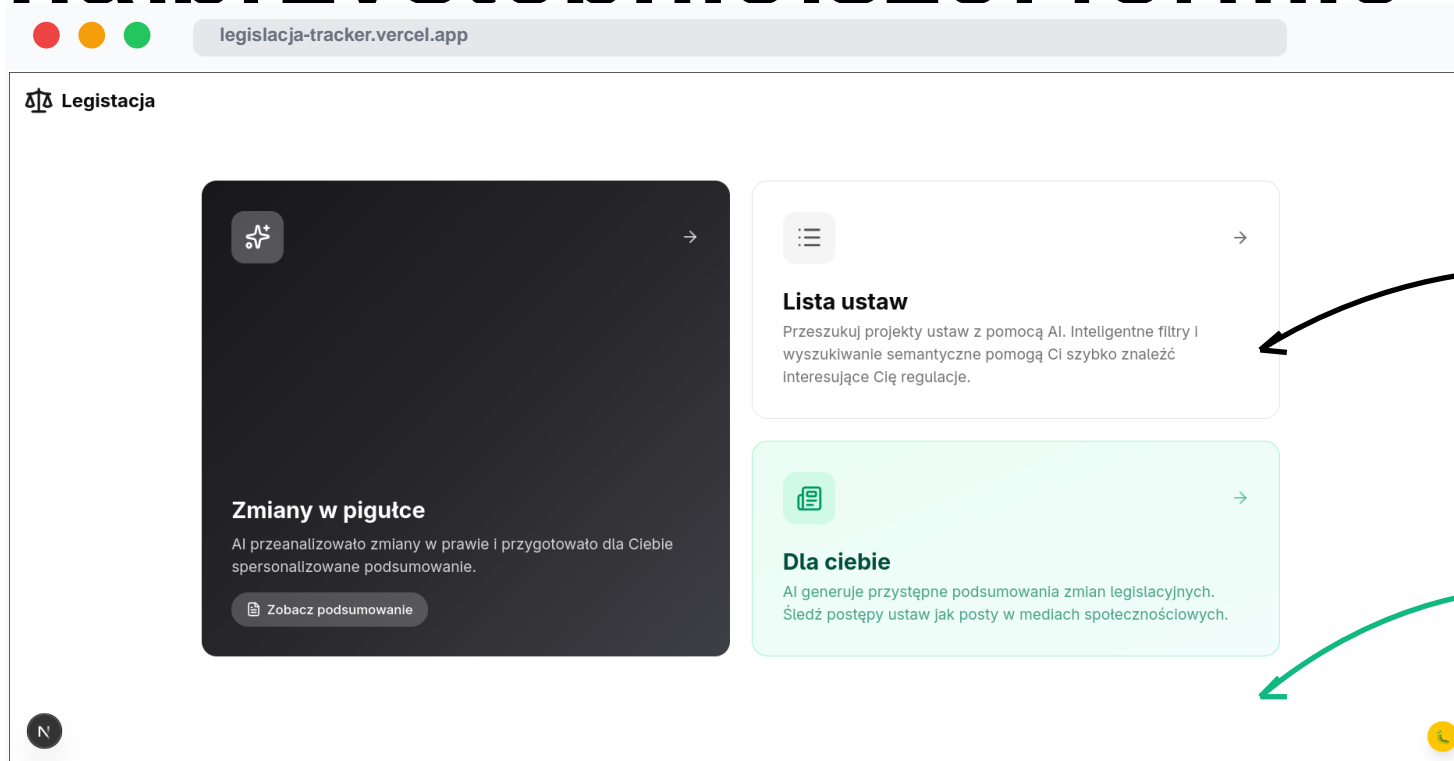 legislacja-tracker.vercel.app
Legistacja
Lista ustaw
Przeszukuj projekty ustaw z pomocą AI. Inteligentne filtry i
wyszukiwanie semantyczne pomogą Ci szybko znaleźć
interesujące Cię regulacje.
Zmiany w pigułce
AI przeanalizowało zmiany w prawie i przygotowało dla Ciebie
spersonalizowane podsumowanie.
Zobacz podsumowanie
Dla ciebie
AI generuje przystępne podsumowania zmian legislacyjnych.
Śledź postępy ustaw jak posty w mediach społecznościowych.
N